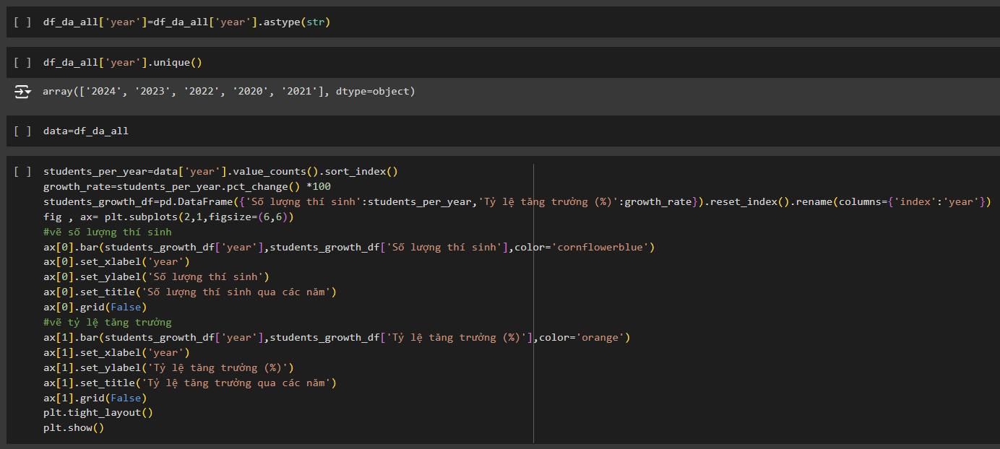 [ ] df_da_all['year']=df_da_all['year'].astype(str)
[ ] df_da_all['year'].unique()
array(['2024', '2023', '2022', '2020', '2021'], dtype=object)
[ ] data=df_da_all
[ ] students_per_year=data['year'].value_counts().sort_index()
growth_rate=students_per_year.pct_change() *100
students_growth_df=pd.DataFrame({'Số lượng thí sinh':students_per_year,'Tỷ lệ tăng trưởng (%)':growth_rate}).reset_index().rename(columns={'index':'year'})
fig , ax= plt.subplots(2,1,figsize=(6,6))
#vẽ số lượng thí sinh
ax[0].bar(students_growth_df['year'],students_growth_df['Số lượng thí sinh'],color='cornflowerblue')
ax[0].set_xlabel('year')
ax[0].set_ylabel('Số lượng thí sinh')
ax[0].set_title('Số lượng thí sinh qua các năm')
ax[0].grid(False)
#vẽ tỷ lệ tăng trưởng
ax[1].bar(students_growth_df['year'],students_growth_df['Tỷ lệ tăng trưởng (%)'],color='orange')
ax[1].set_xlabel('year')
ax[1].set_ylabel('Tỷ lệ tăng trưởng (%)')
ax[1].set_title('Tỷ lệ tăng trưởng qua các năm')
ax[1].grid(False)
plt.tight_layout()
plt.show()